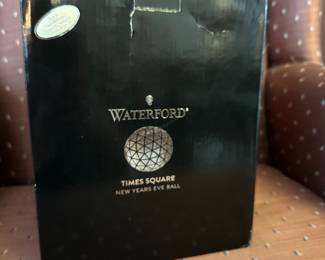 WATERFORD®
TIMES SQUARE
NEW YEARS EVE BALL